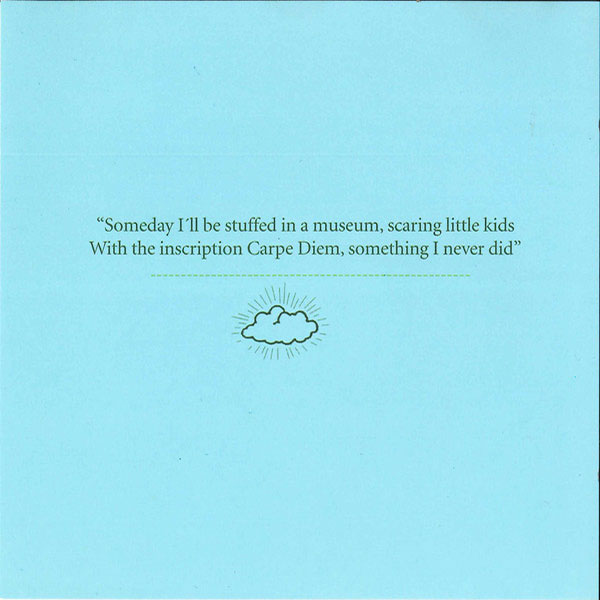 “Someday I´ll be stuffed in a museum, scaring little kids
With the inscription Carpe Diem, something I never did”